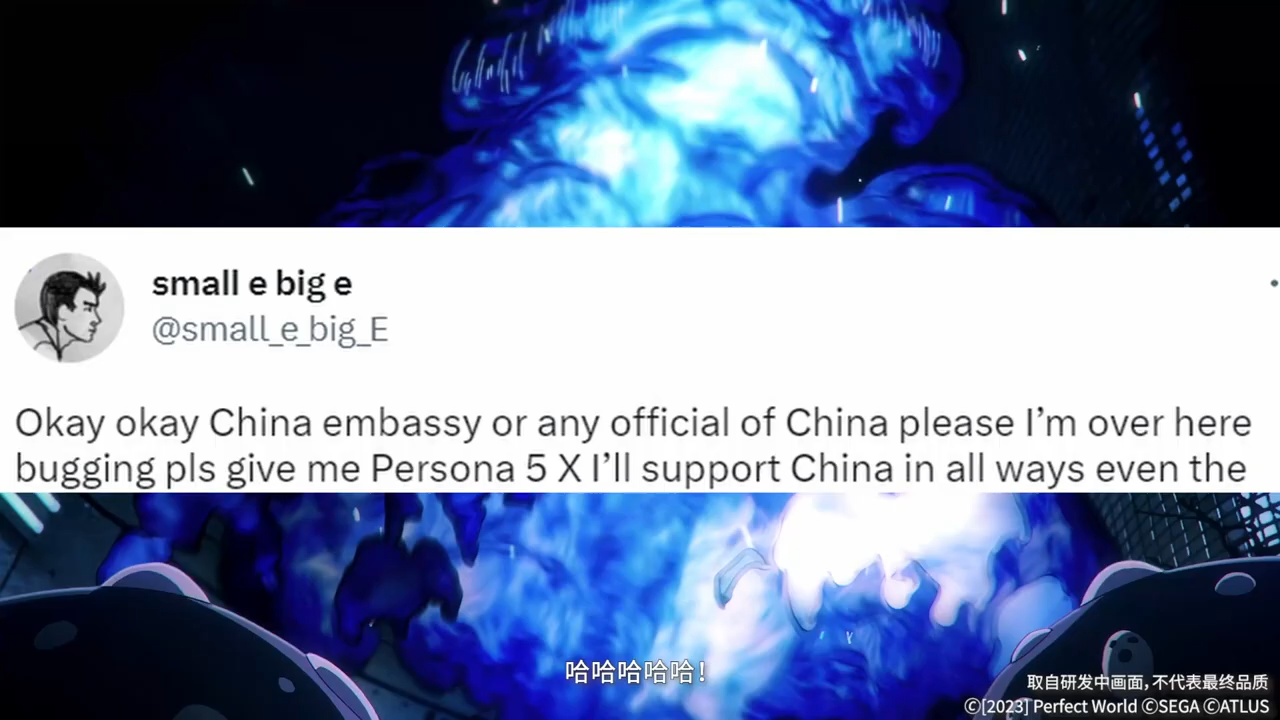 small e big e
@small_e_big_E
Okay okay China embassy or any official of China please I’m over here
bugging pls give me Persona 5 X I’ll support China in all ways even the
哈哈哈哈哈！
取自研发中画面，不代表最终品质
©[2023] Perfect World ©SEGA ©ATLUS